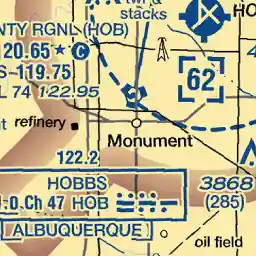 stacks
NTY RGNL (HOB)
HO
20.65 ★ C
S-119.75
62
L 74 122.95
refinery
Monument
122.2
HOBBS
Ch 47 HOB
3868
(285)
ALBUQUERQUE
oil field